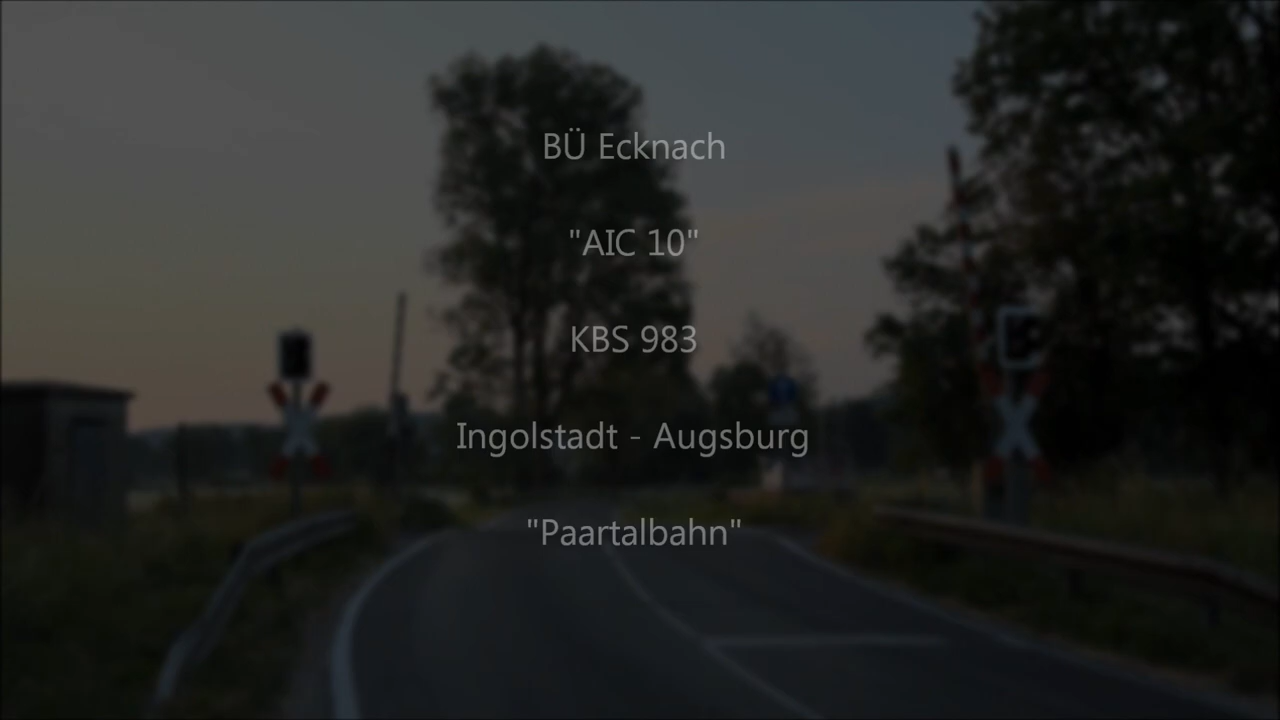 BÜ Ecknach
"AIC 10"
KBS 983
Ingolstadt - Augsburg
"Paartalbahn"